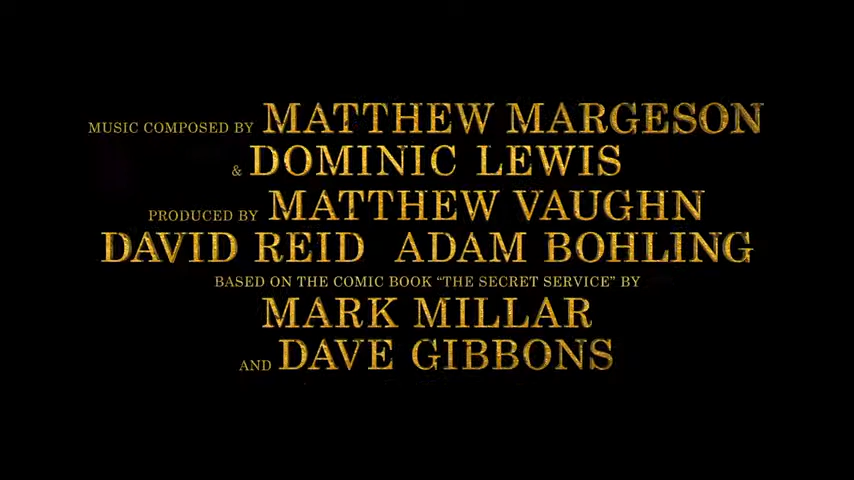 MUSIC COMPOSED BY MATTHEW MARGESON
& DOMINIC LEWIS
PRODUCED BY MATTHEW VAUGHN
DAVID REID ADAM BOHLING
BASED ON THE COMIC BOOK “THE SECRET SERVICE” BY
MARK MILLAR
AND DAVE GIBBONS